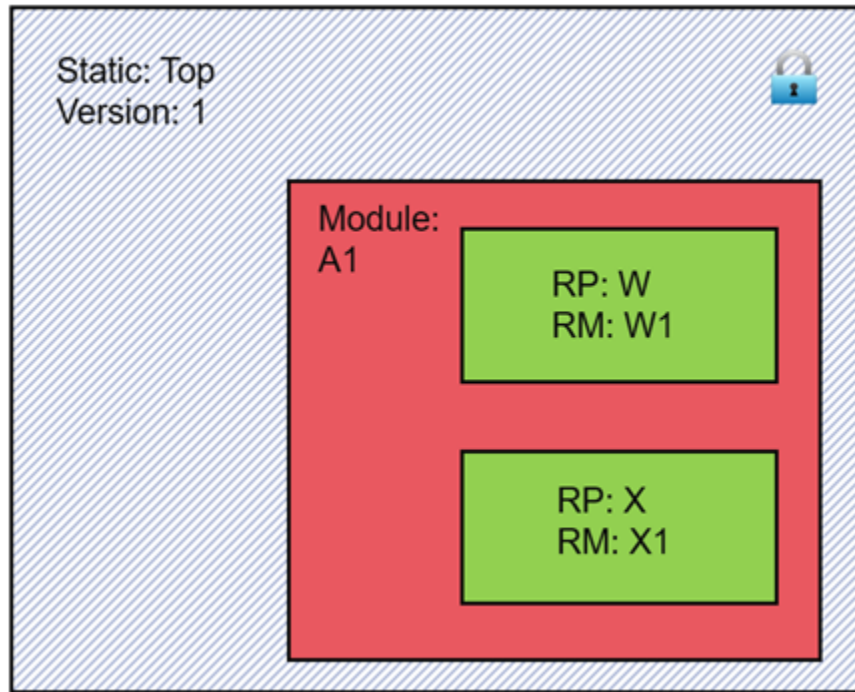 Static: Top
Version: 1
Module:
A1
RP: W
RM: W1
RP: X
RM: X1